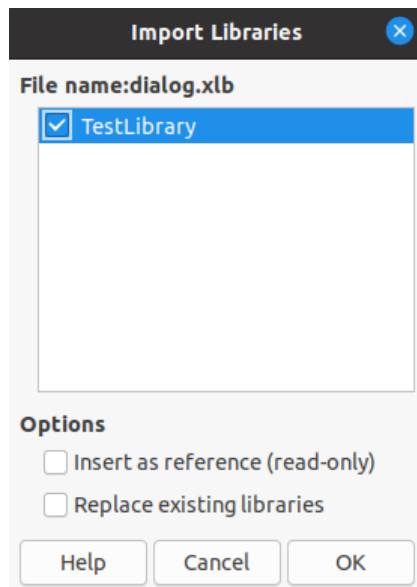 Import Libraries
File name:dialog.xlb
TestLibrary
Options
Insert as reference (read-only)
Replace existing libraries
Help Cancel OK